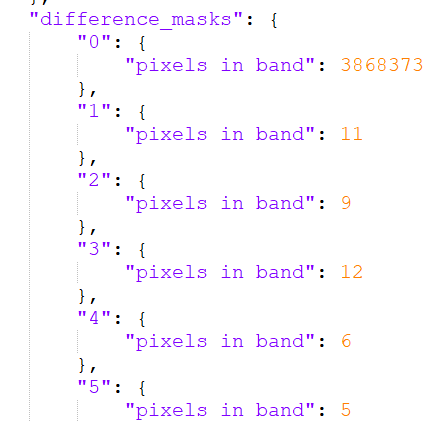 },
"difference_masks": {
"0": {
"pixels in band": 3868373
},
"1": {
"pixels in band": 11
},
"2": {
"pixels in band": 9
},
"3": {
"pixels in band": 12
},
"4": {
"pixels in band": 6
},
"5": {
"pixels in band": 5